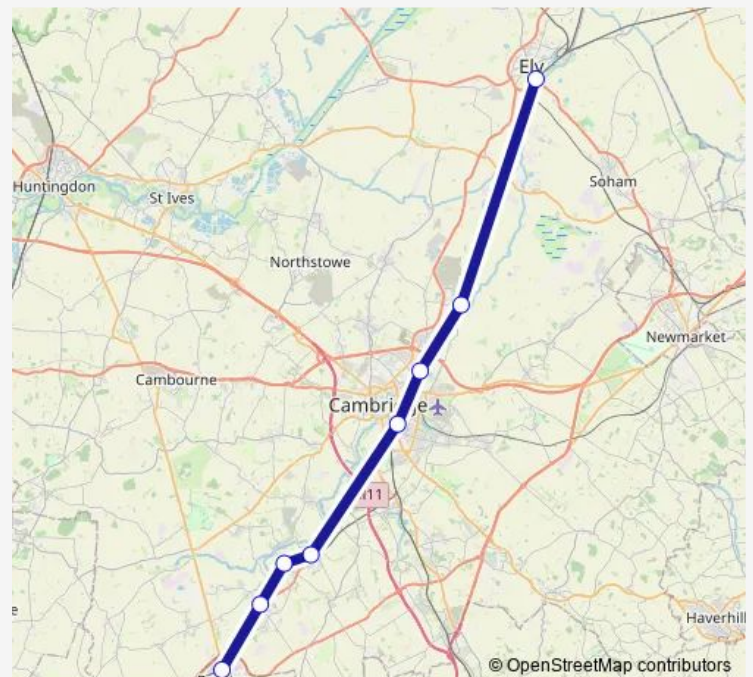 Ely
Huntingdon
St Ives
Soham
Northstowe
Newmarket
Cambourne
Cambridge
Haverhill
© OpenStreetMap contributors